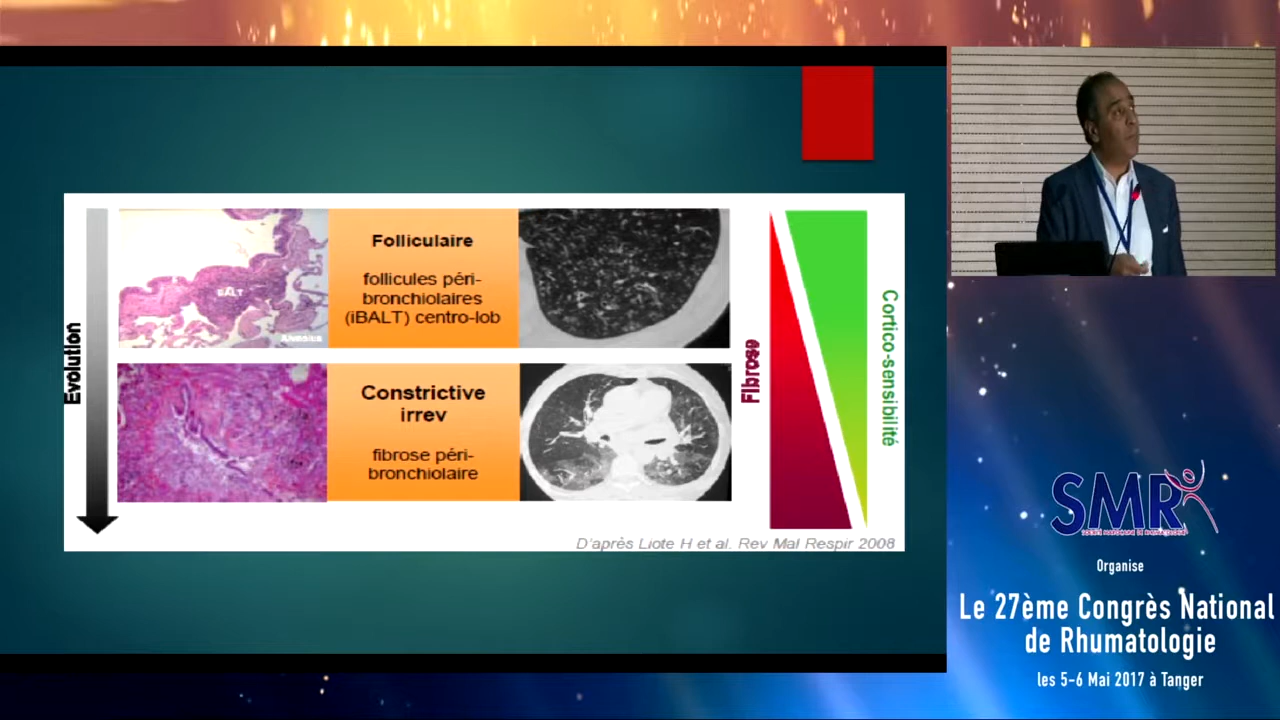 Evolution
BALT
Folliculaire
follicules péri-
bronchiolaires
(iBALT) centro-lob
Constrictive
irrev
fibrose péri-
bronchiolaire
Fibrose
Cortico-sensibilité
D'après Liote H et al. Rev Mal Respir 2008
SMR
Organise
Le 27ème Congrès National
de Rhumatologie
les 5-6 Mai 2017 à Tanger